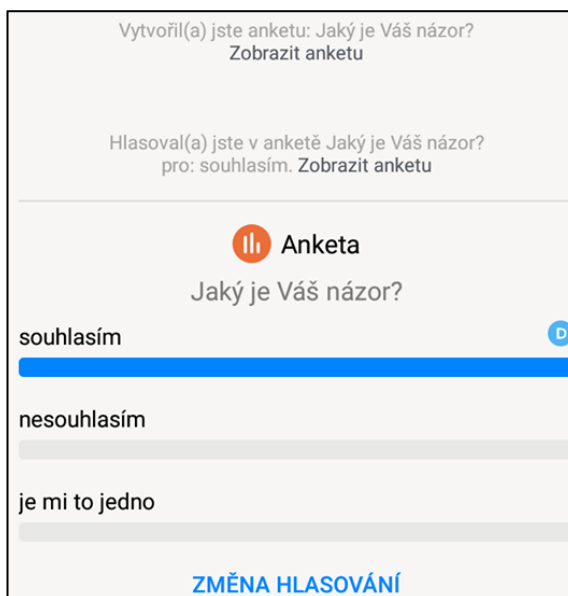 Vytvořil(a) jste anketu: Jaký je Váš názor?
Zobrazit anketu
Hlasoval(a) jste v anketě Jaký je Váš názor?
pro: souhlasím. Zobrazit anketu
Anketa
Jaký je Váš názor?
souhlasím
D
nesouhlasím
je mi to jedno
ZMĚNA HLASOVÁNÍ